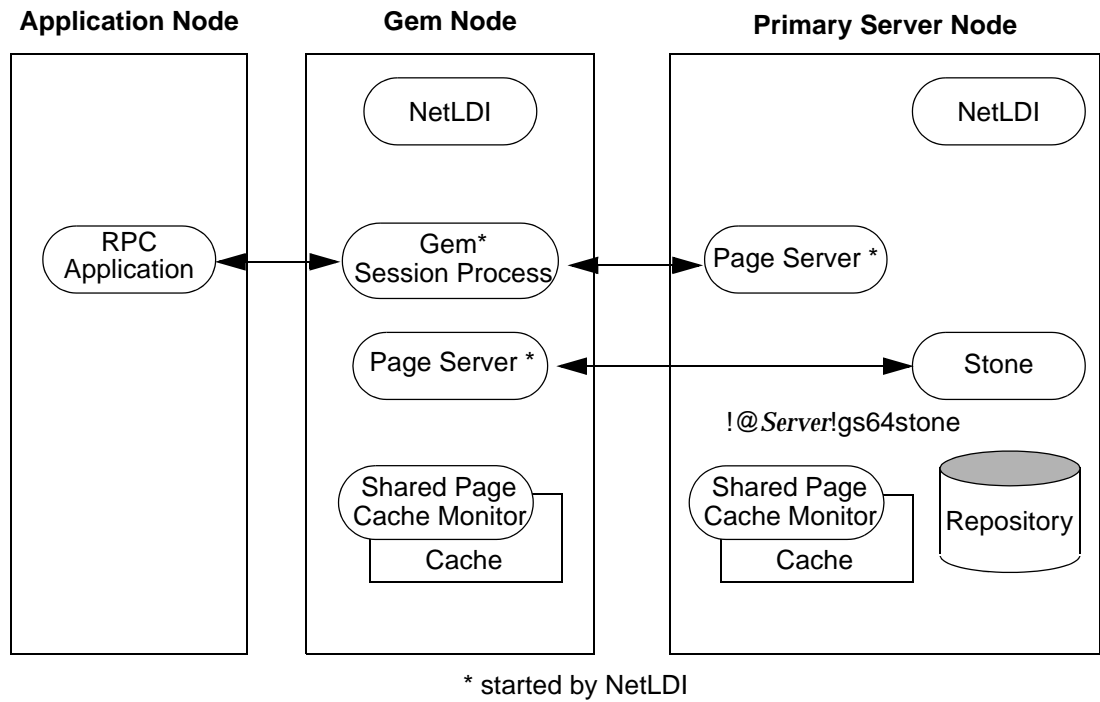 Application Node
Gem Node
Primary Server Node
NetLDI
NetLDI
RPC
Application
Gem*
Session Process
Page Server *
Page Server *
Stone
!@Server!gs64stone
Shared Page
Cache Monitor
Cache
Shared Page
Cache Monitor
Cache
Repository
* started by NetLDI